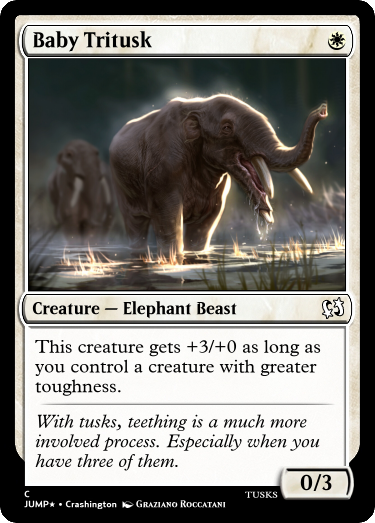 Baby Tritusk
Creature — Elephant Beast
This creature gets +3/+0 as long as
you control a creature with greater
toughness.
With tusks, teething is a much more
involved process. Especially when you
have three of them.
0/3
C
TUSKS
JUMP★ • Crashington Graziano Roccatani